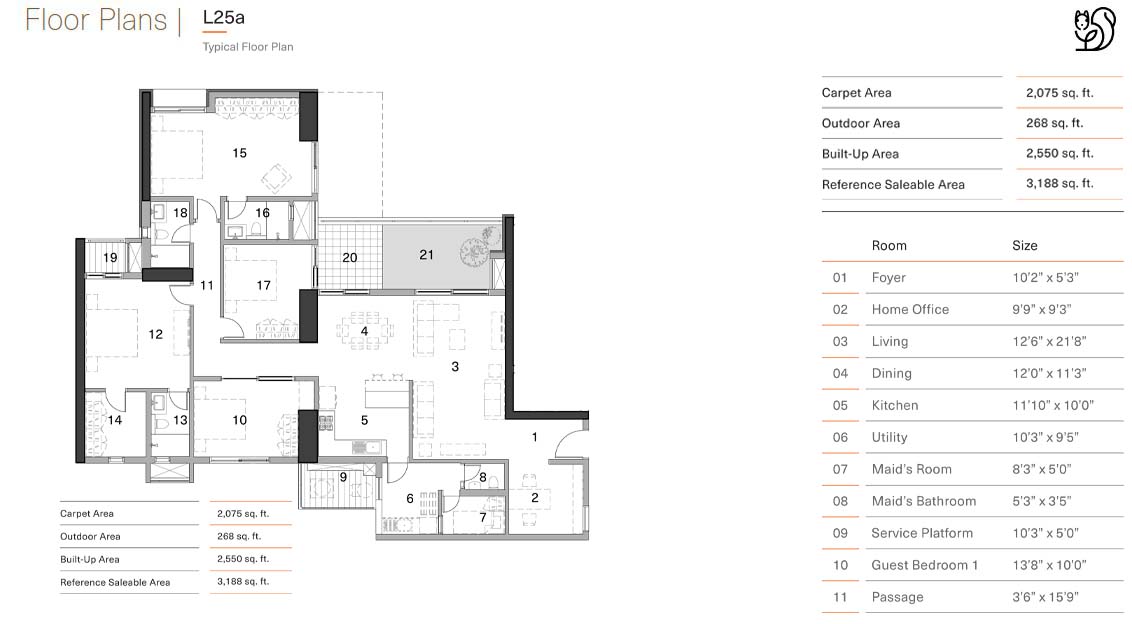 Floor Plans |
L25a
Typical Floor Plan
Carpet Area 2,075 sq. ft.
Outdoor Area 268 sq. ft.
Built-Up Area 2,550 sq. ft.
Reference Saleable Area 3,188 sq. ft.
15
18
16
19
11
17
20
21
12
4
3
14
13
10
5
1
9
6
8
7
2
Carpet Area 2,075 sq. ft.
Outdoor Area 268 sq. ft.
Built-Up Area 2,550 sq. ft.
Reference Saleable Area 3,188 sq. ft.
Room Size
01 Foyer 10'2" x 5'3"
02 Home Office 9'9" x 9'3"
03 Living 12'6" x 21'8"
04 Dining 12'0" x 11'3"
05 Kitchen 11'10" x 10'0"
06 Utility 10'3" x 9'5"
07 Maid's Room 8'3" x 5'0"
08 Maid's Bathroom 5'3" x 3'5"
09 Service Platform 10'3" x 5'0"
10 Guest Bedroom 1 13'8" x 10'0"
11 Passage 3'6" x 15'9"